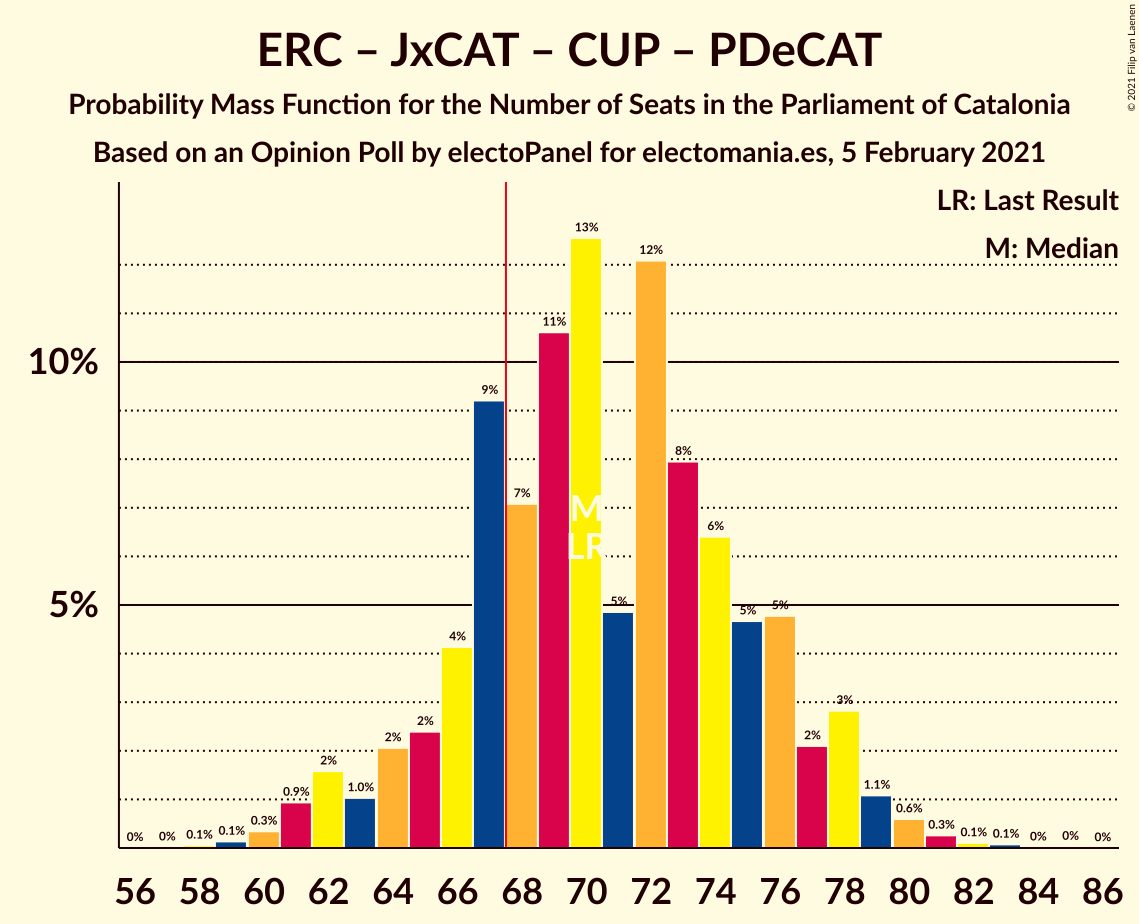 ERC – JxCAT – CUP – PDeCAT
Probability Mass Function for the Number of Seats in the Parliament of Catalonia
Based on an Opinion Poll by electoPanel for electomania.es, 5 February 2021
© 2021 Filip van Laenen
LR: Last Result
M: Median
10%
5%
0% 0% 0.1% 0.1% 0.3% 0.9% 2% 1.0% 2% 2% 4% 9% 7% 11% 13% 5% 12% 8% 6% 5% 5% 2% 3% 1.1% 0.6% 0.3% 0.1% 0.1% 0% 0% 0%
M
LR
56 58 60 62 64 66 68 70 72 74 76 78 80 82 84 86